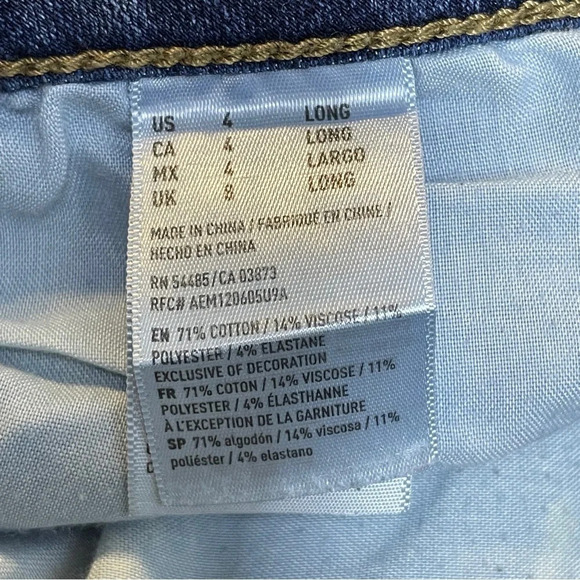 US 4 LONG
CA 4 LONG
MX 4 LARGO
UK 8 LONG
MADE IN CHINA / FABRIQUÉ EN CHINE /
HECHO EN CHINA
RN 54485/CA 03873
RFC# AEM120605U9A
EN 71% COTTON / 14% VISCOSE / 11%
POLYESTER / 4% ELASTANE
EXCLUSIVE OF DECORATION
FR 71% COTON / 14% VISCOSE / 11%
POLYESTER / 4% ÉLASTHANNE
À L'EXCEPTION DE LA GARNITURE
SP 71% algodón / 14% viscosa / 11%
poliéster / 4% elastano